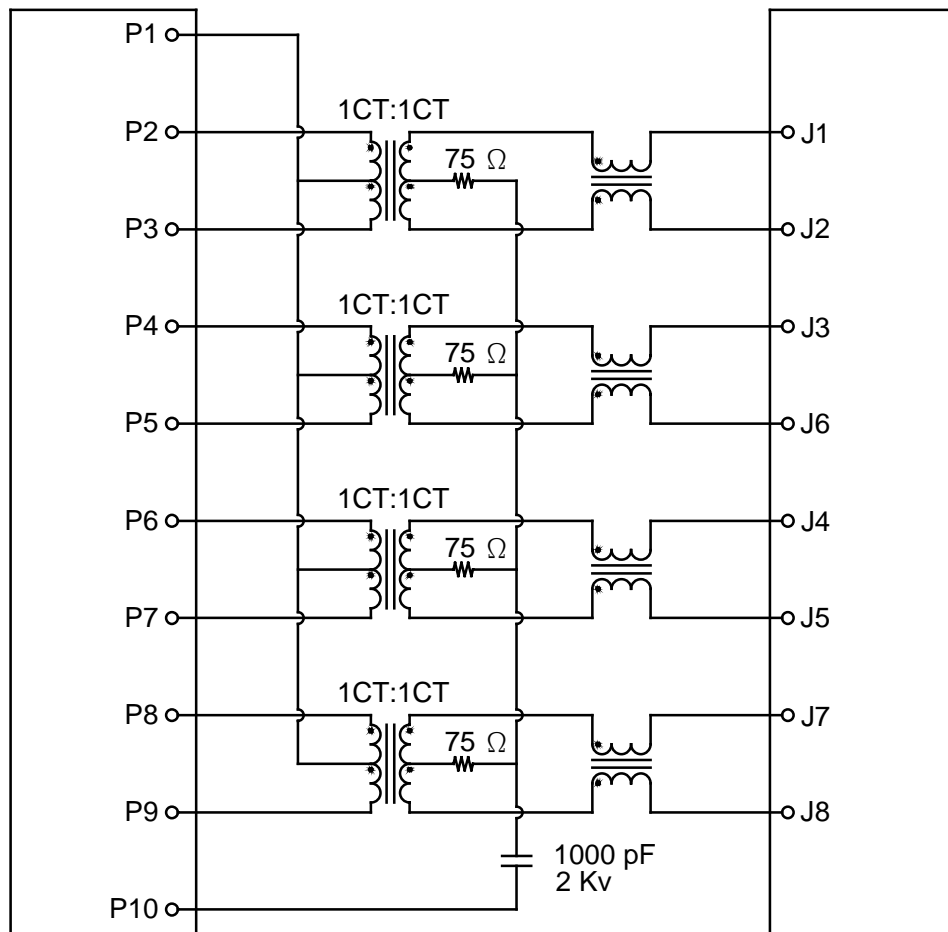 P1
1CT:1CT
P2
J1
75 Ω
P3
J2
1CT:1CT
P4
J3
75 Ω
P5
J6
1CT:1CT
P6
J4
75 Ω
P7
J5
1CT:1CT
P8
J7
75 Ω
P9
J8
1000 pF
2 Kv
P10